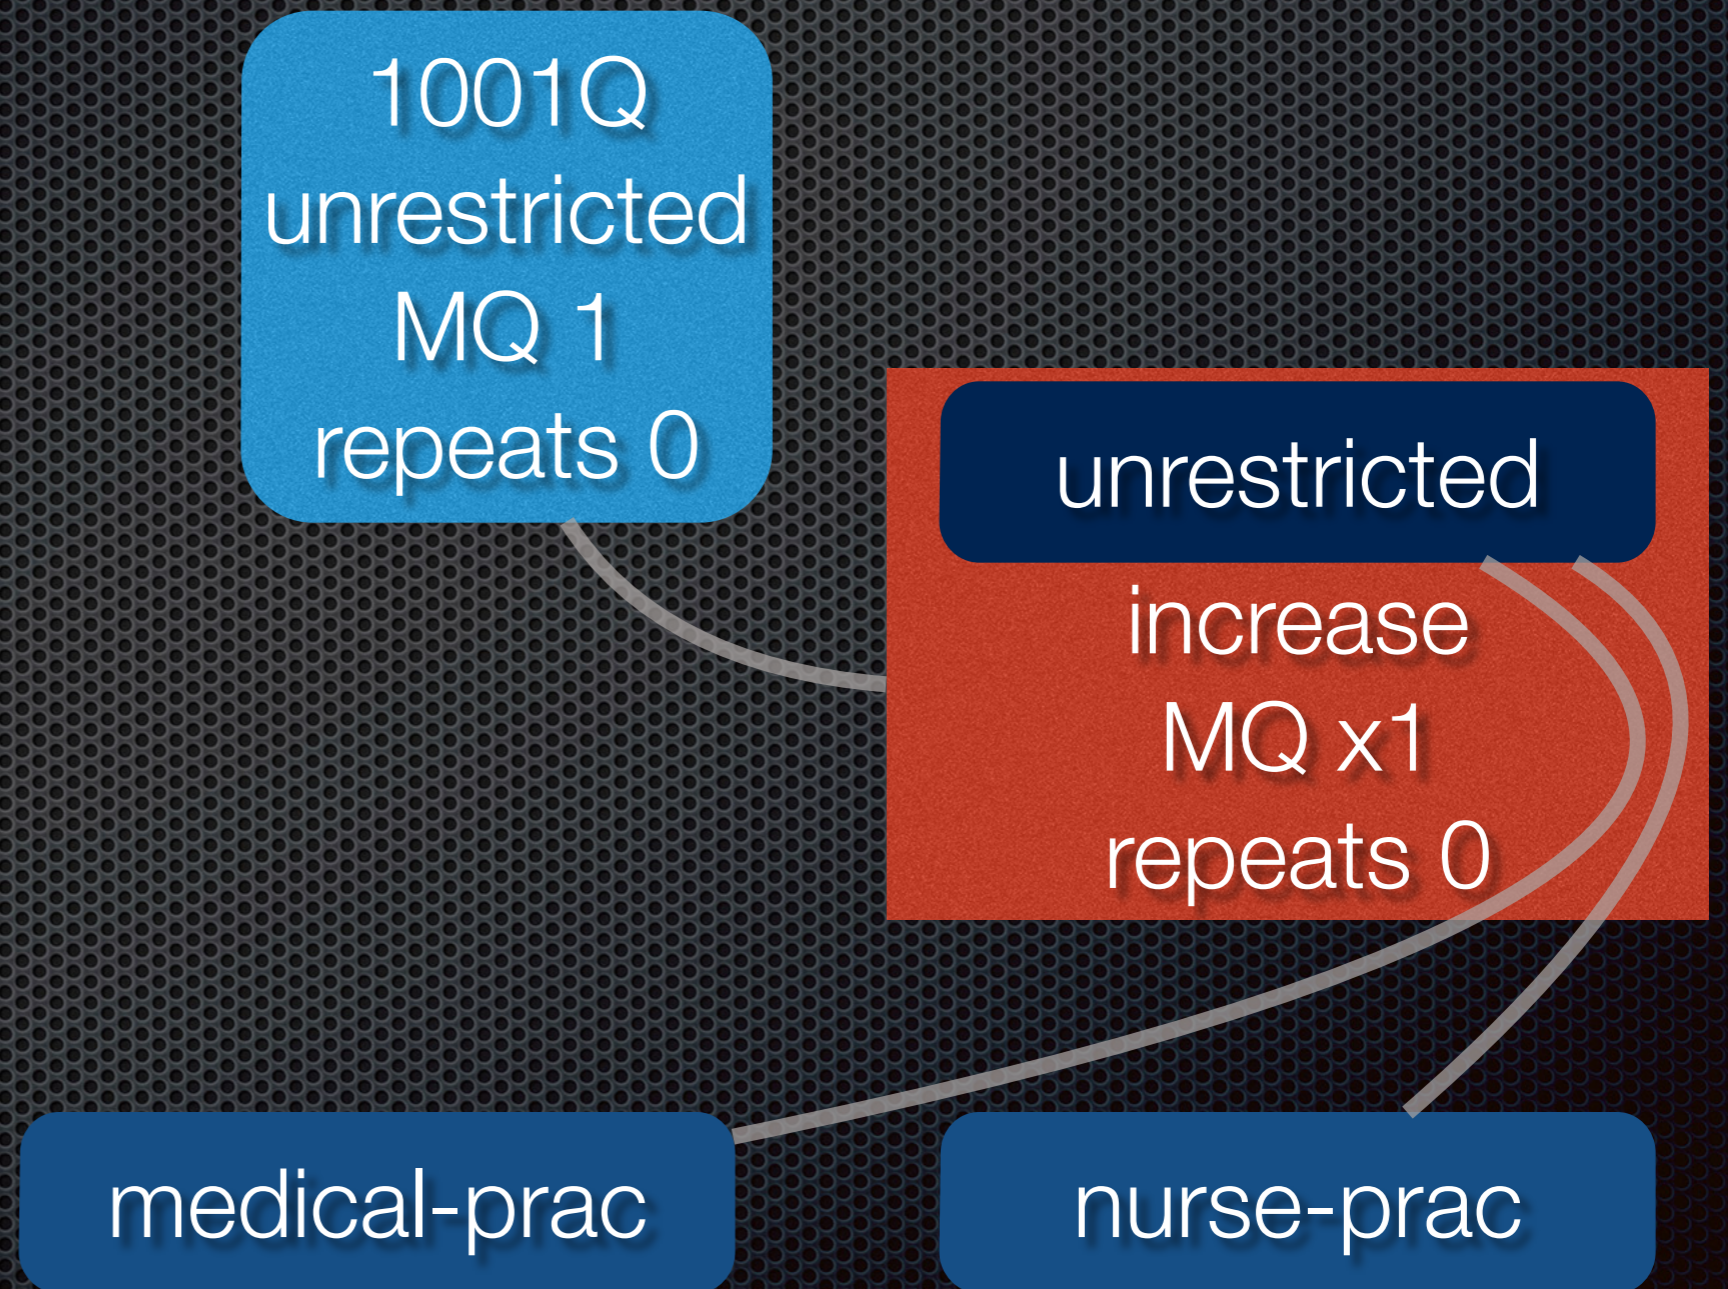 1001Q
unrestricted
MQ 1
repeats 0
unrestricted
increase
MQ x1
repeats 0
medical-prac
nurse-prac